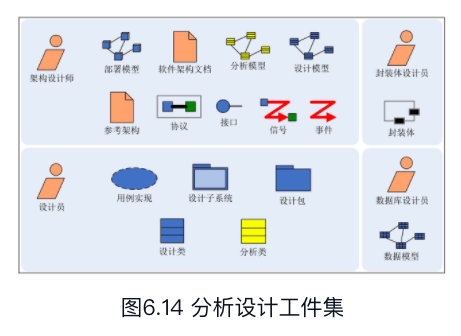 架构设计师
部署模型
软件架构文档
分析模型
设计模型
封装体设计员
参考架构
协议
接口
信号
事件
封装体
设计员
用例实现
设计子系统
设计包
数据库设计员
设计类
分析类
数据模型
图6.14 分析设计工件集